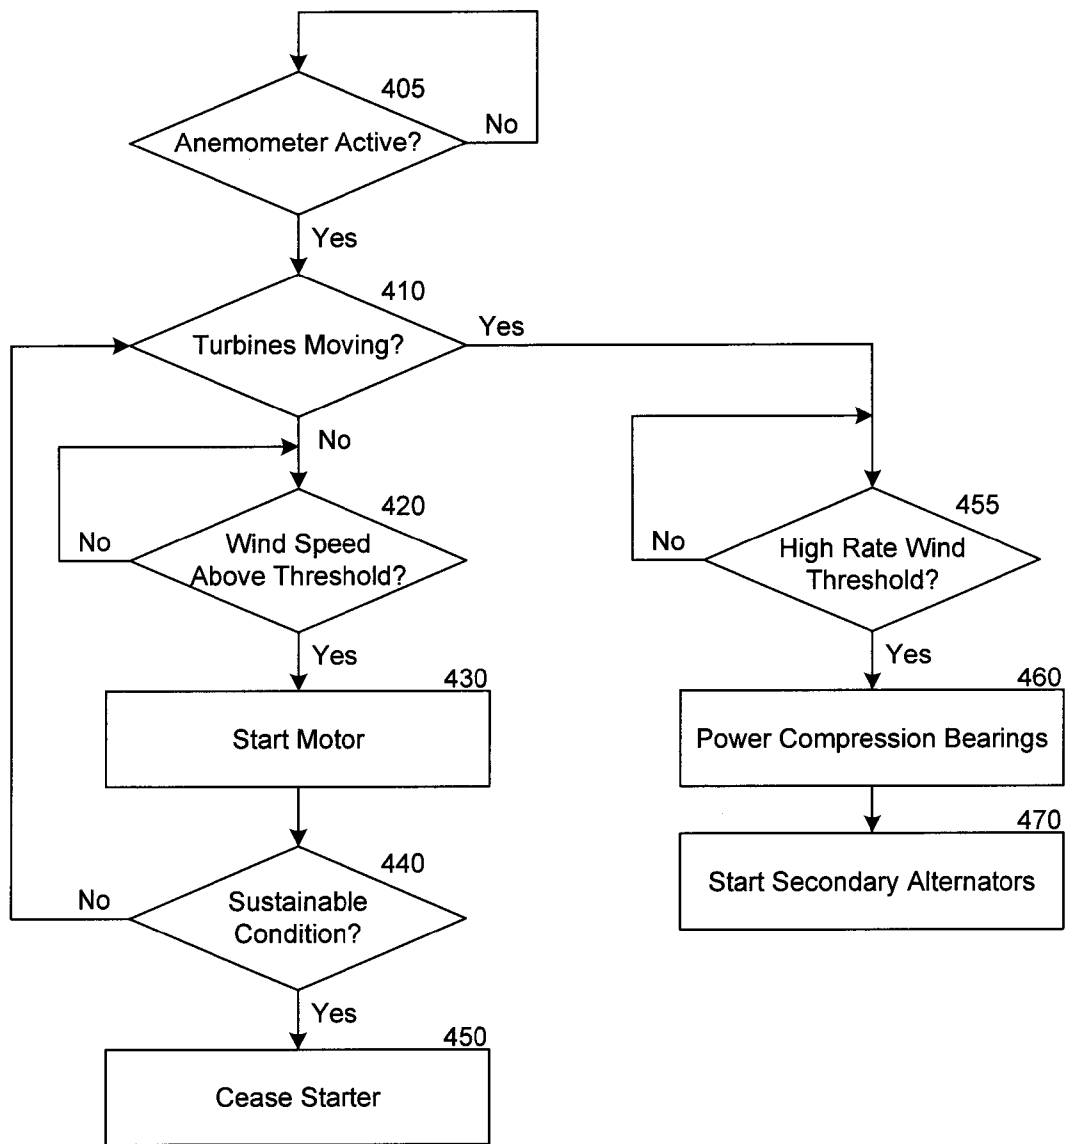 405
Anemometer Active?
No
Yes
410
Turbines Moving?
Yes
No
420
Wind Speed
Above Threshold?
No
Yes
430
Start Motor
440
Sustainable
Condition?
No
Yes
450
Cease Starter
455
High Rate Wind
Threshold?
No
Yes
460
Power Compression Bearings
470
Start Secondary Alternators